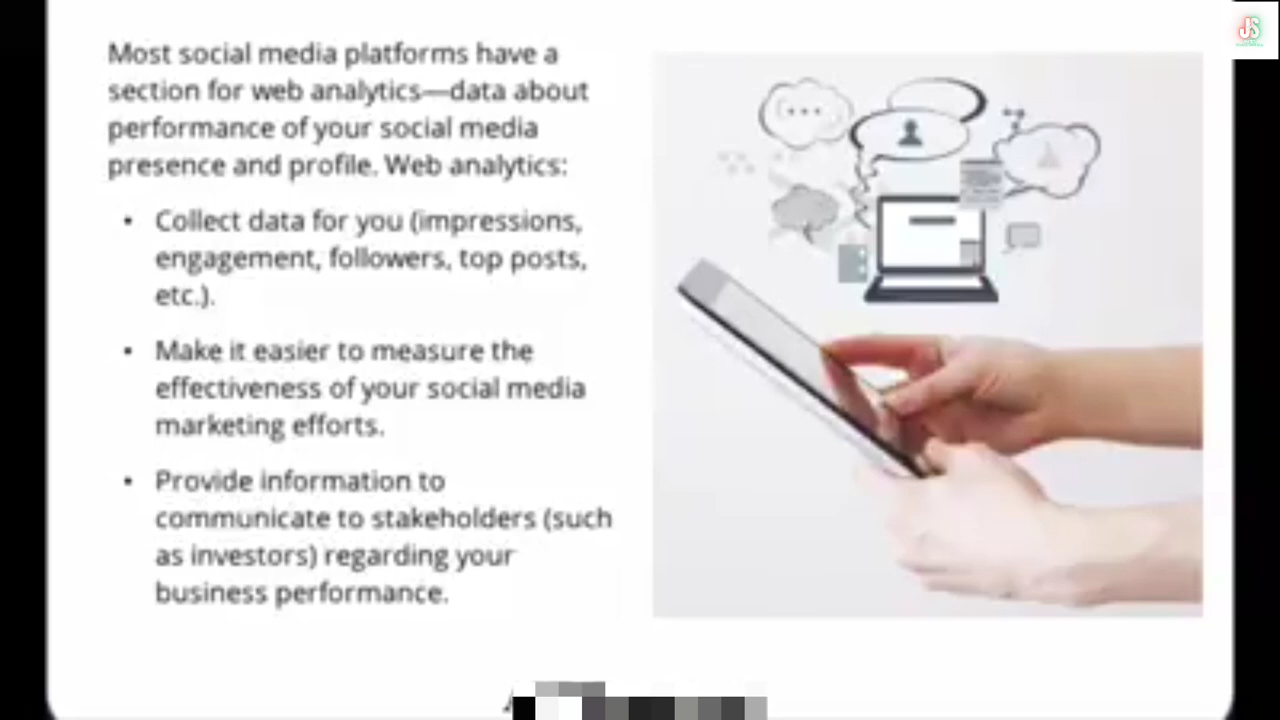 Most social media platforms have a
section for web analytics—data about
performance of your social media
presence and profile. Web analytics:
• Collect data for you (impressions,
engagement, followers, top posts,
etc.).
• Make it easier to measure the
effectiveness of your social media
marketing efforts.
• Provide information to
communicate to stakeholders (such
as investors) regarding your
business performance.
JS